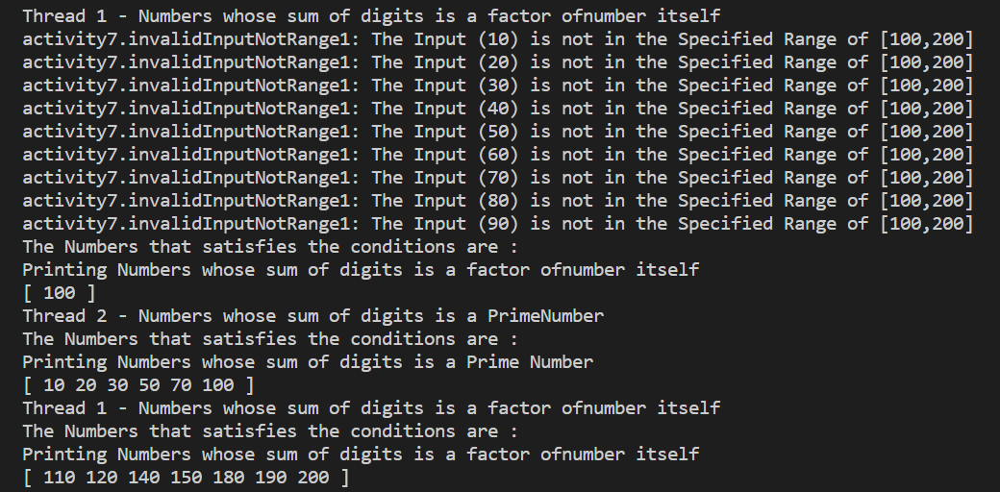 Thread 1 - Numbers whose sum of digits is a factor ofnumber itself
activity7.invalidInputNotRange1: The Input (10) is not in the Specified Range of [100,200]
activity7.invalidInputNotRange1: The Input (20) is not in the Specified Range of [100,200]
activity7.invalidInputNotRange1: The Input (30) is not in the Specified Range of [100,200]
activity7.invalidInputNotRange1: The Input (40) is not in the Specified Range of [100,200]
activity7.invalidInputNotRange1: The Input (50) is not in the Specified Range of [100,200]
activity7.invalidInputNotRange1: The Input (60) is not in the Specified Range of [100,200]
activity7.invalidInputNotRange1: The Input (70) is not in the Specified Range of [100,200]
activity7.invalidInputNotRange1: The Input (80) is not in the Specified Range of [100,200]
activity7.invalidInputNotRange1: The Input (90) is not in the Specified Range of [100,200]
The Numbers that satisfies the conditions are :
Printing Numbers whose sum of digits is a factor ofnumber itself
[ 100 ]
Thread 2 - Numbers whose sum of digits is a PrimeNumber
The Numbers that satisfies the conditions are :
Printing Numbers whose sum of digits is a Prime Number
[ 10 20 30 50 70 100 ]
Thread 1 - Numbers whose sum of digits is a factor ofnumber itself
The Numbers that satisfies the conditions are :
Printing Numbers whose sum of digits is a factor ofnumber itself
[ 110 120 140 150 180 190 200 ]